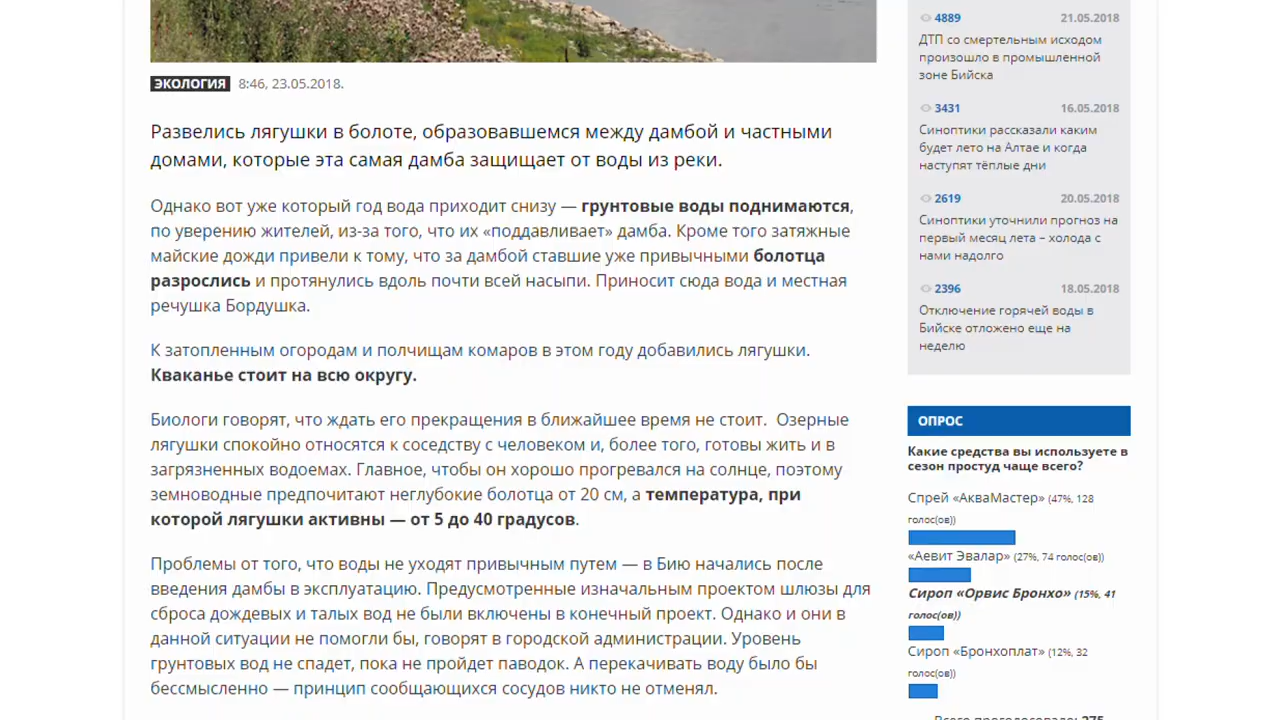 ЭКОЛОГИЯ 8:46, 23.05.2018.
Развелись лягушки в болоте, образовавшемся между дамбой и частными
домами, которые эта самая дамба защищает от воды из реки.
Однако вот уже который год вода приходит снизу — грунтовые воды поднимаются,
по уверению жителей, из-за того, что их «поддавливает» дамба. Кроме того затяжные
майские дожди привели к тому, что за дамбой ставшие уже привычными болотца
разрослись и протянулись вдоль почти всей насыпи. Приносит сюда вода и местная
речушка Бордушка.
К затопленным огородам и полчищам комаров в этом году добавились лягушки.
Кваканье стоит на всю округу.
Биологи говорят, что ждать его прекращения в ближайшее время не стоит.  Озерные
лягушки спокойно относятся к соседству с человеком и, более того, готовы жить и в
загрязненных водоемах. Главное, чтобы он хорошо прогревался на солнце, поэтому
земноводные предпочитают неглубокие болотца от 20 см, а температура, при
которой лягушки активны — от 5 до 40 градусов.
Проблемы от того, что воды не уходят привычным путем — в Бию начались после
введения дамбы в эксплуатацию. Предусмотренные изначальным проектом шлюзы для
сброса дождевых и талых вод не были включены в конечный проект. Однако и они в
данной ситуации не помогли бы, говорят в городской администрации. Уровень
грунтовых вод не спадет, пока не пройдет паводок. А перекачивать воду было бы
бессмысленно — принцип сообщающихся сосудов никто не отменял.
4889 21.05.2018
ДТП со смертельным исходом
произошло в промышленной
зоне Бийска
3431 16.05.2018
Синоптики рассказали каким
будет лето на Алтае и когда
наступят тёплые дни
2619 20.05.2018
Синоптики уточнили прогноз на
первый месяц лета – холода с
нами надолго
2396 18.05.2018
Отключение горячей воды в
Бийске отложено еще на
неделю
ОПРОС
Какие средства вы используете в
сезон простуд чаще всего?
Спрей «АкваМастер» (47%, 128
голос(ов))
«Аевит Эвалар» (27%, 74 голос(ов))
Сироп «Орвис Бронхо» (15%, 41
голос(ов))
Сироп «Бронхоплат» (12%, 32
голос(ов))
Всего проголосовало: 275